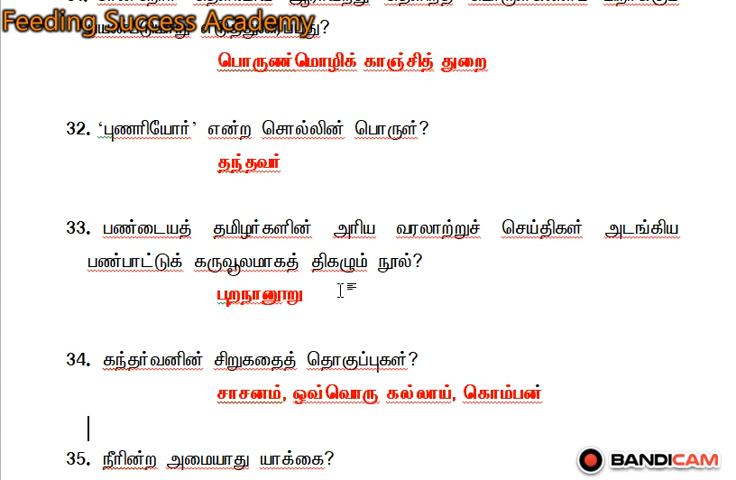 Feeding Success Academy
பொருண்மொழிக் காஞ்சித் துறை
32. ‘புணரியோர்’ என்ற சொல்லின் பொருள்?
தந்தவர்
33. பண்டையத் தமிழர்களின் அரிய வரலாற்றுச் செய்திகள் அடங்கிய
பண்பாட்டுக் கருவூலமாகத் திகழும் நூல்?
புறநானூறு
34. கந்தர்வனின் சிறுகதைத் தொகுப்புகள்?
சாசனம், ஒவ்வொரு கல்லாய், கொம்பன்
35. நீரின்ற அமையாது யாக்கை?
BANDICAM